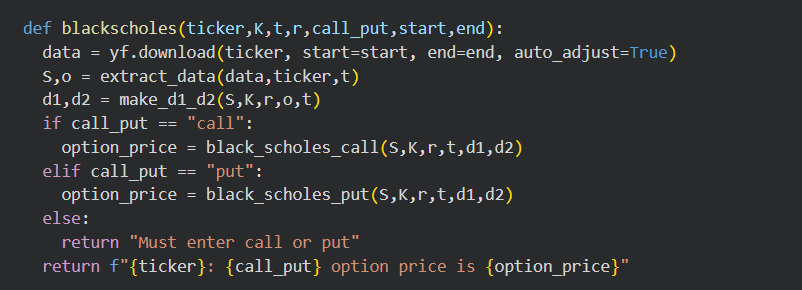 def blackscholes(ticker,K,t,r,call_put,start,end):
  data = yf.download(ticker, start=start, end=end, auto_adjust=True)
  S,o = extract_data(data,ticker,t)
  d1,d2 = make_d1_d2(S,K,r,o,t)
  if call_put == "call":
    option_price = black_scholes_call(S,K,r,t,d1,d2)
  elif call_put == "put":
    option_price = black_scholes_put(S,K,r,t,d1,d2)
  else:
    return "Must enter call or put"
  return f"{ticker}: {call_put} option price is {option_price}"